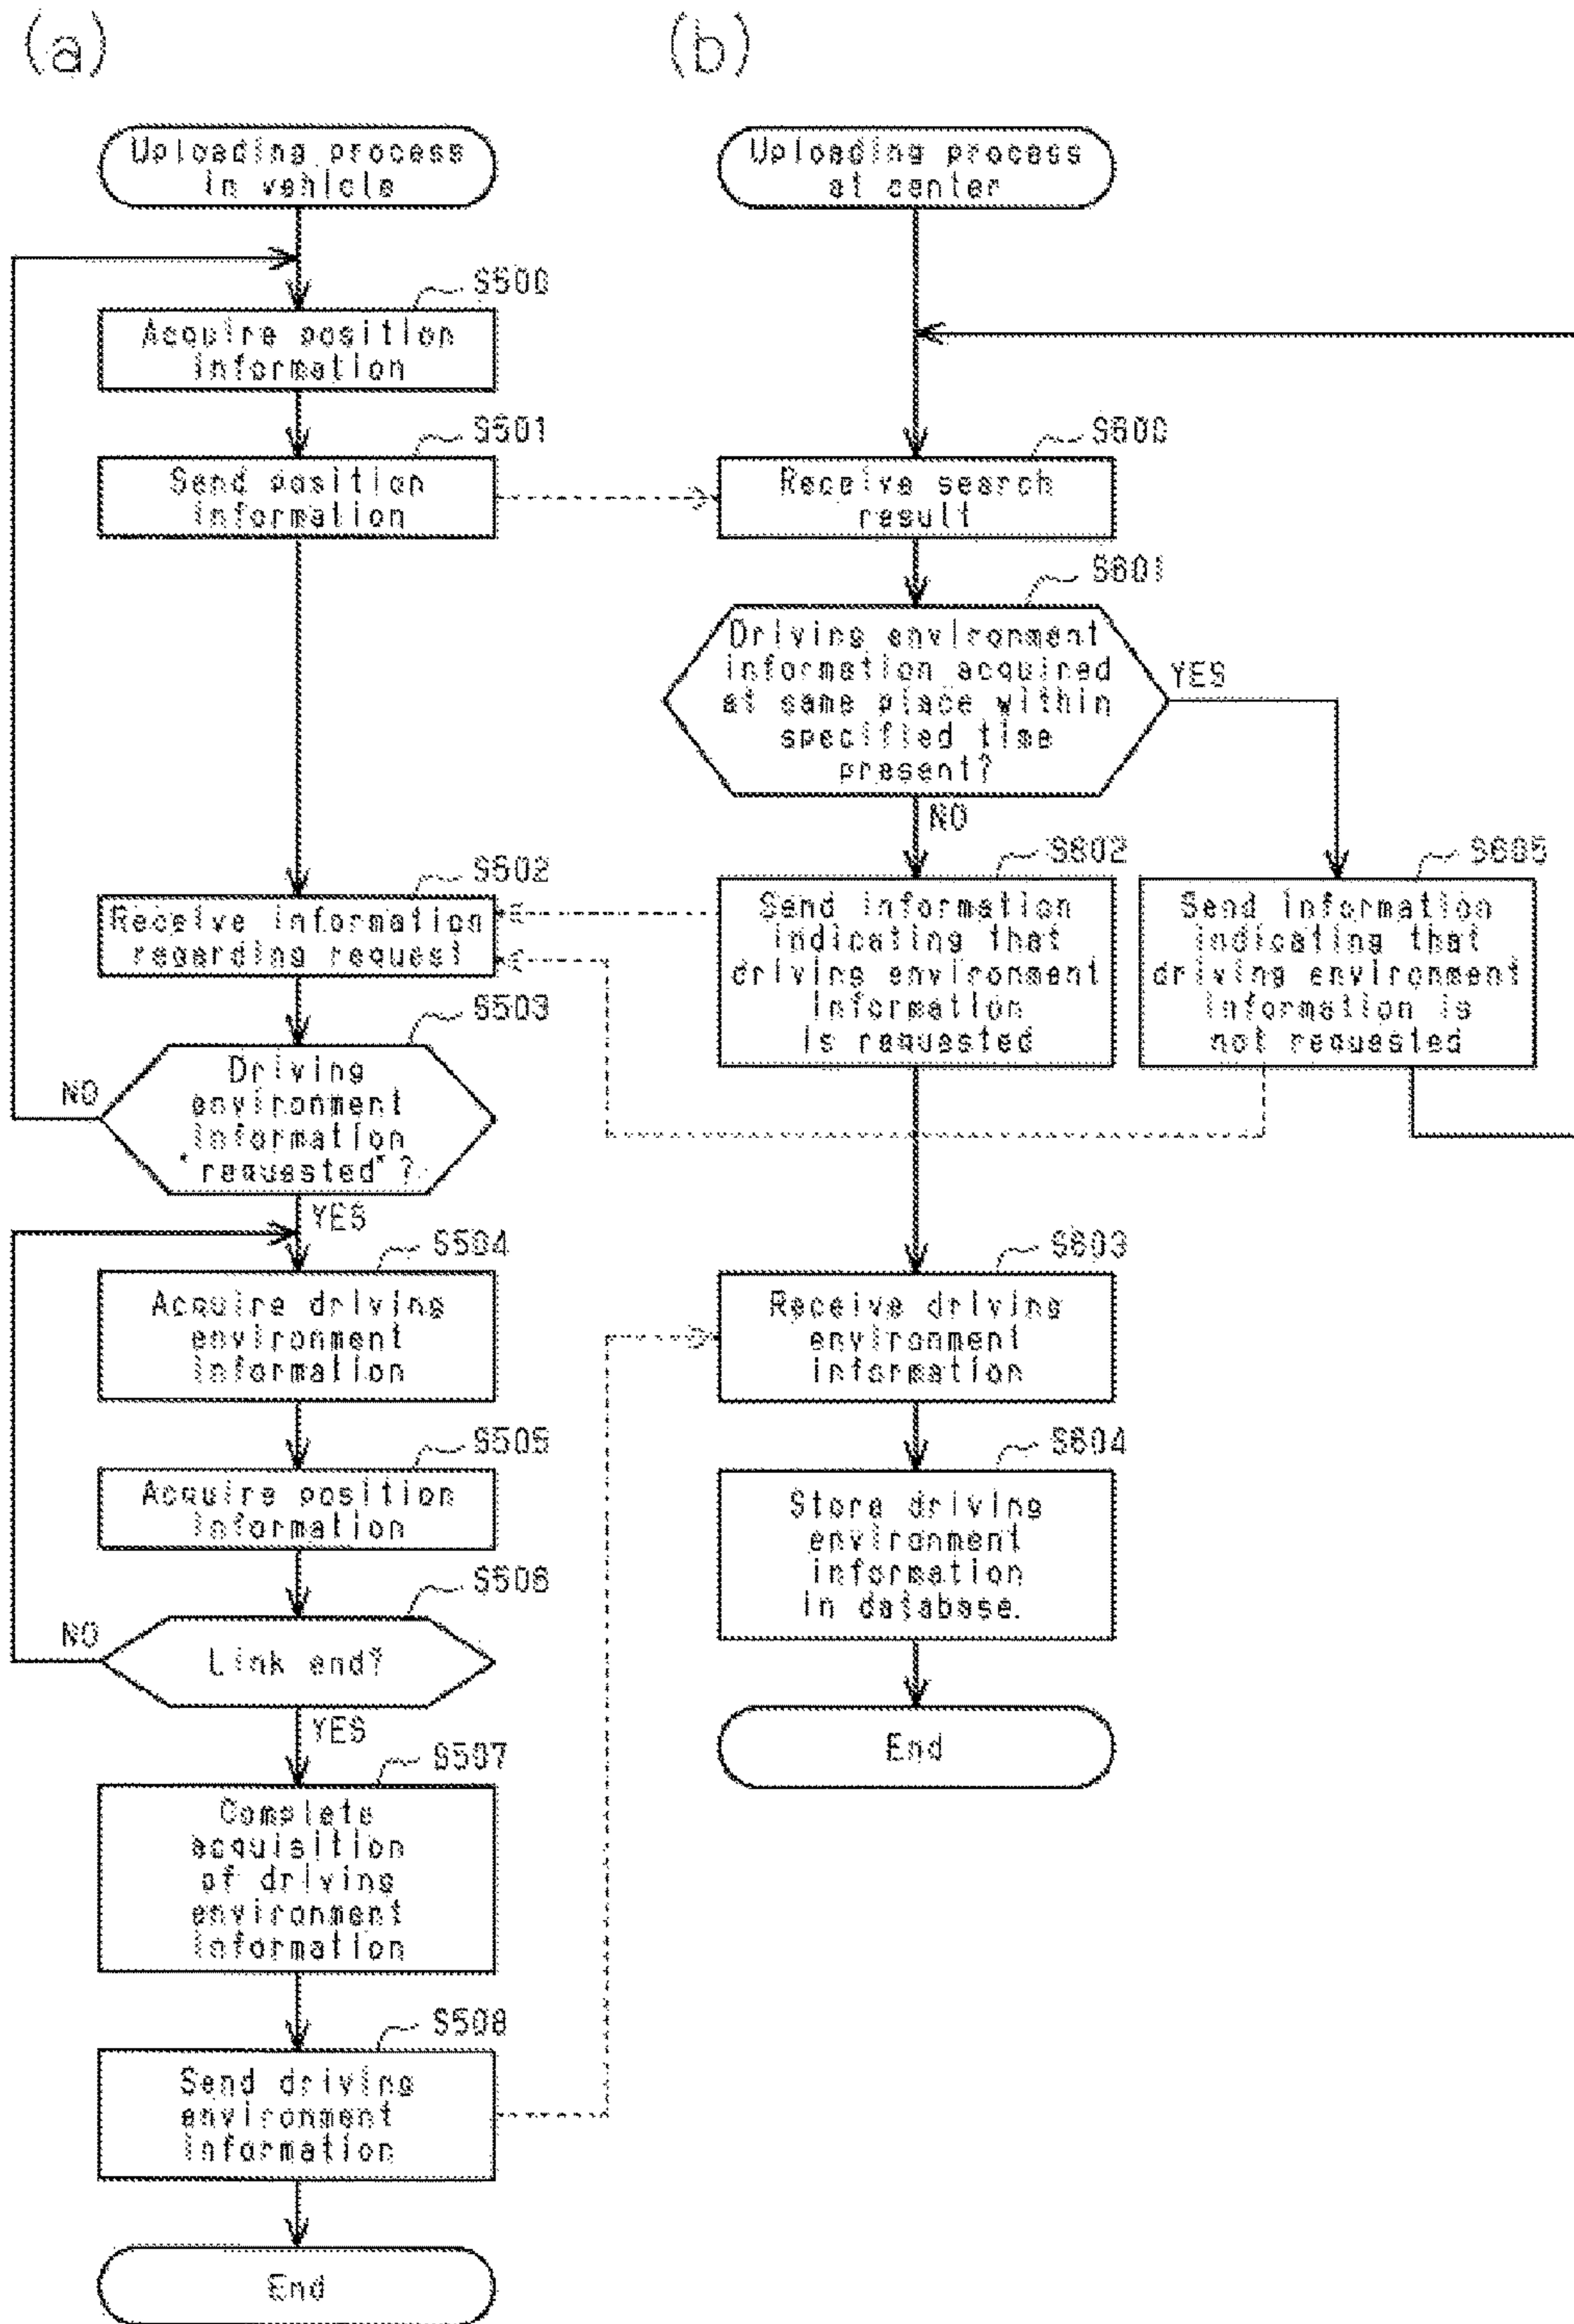 (a)
Uploading process
in vehicle
S500
Acquire position
information
S501
Send position
information
S502
Receive information
regarding request
S503
Driving
environment
information
"requested"?
NO
YES
S504
Acquire driving
environment
information
S505
Acquire position
information
S506
Link end?
NO
YES
S507
Complete
acquisition
of driving
environment
information
S508
Send driving
environment
information
End
(b)
Uploading process
at center
S600
Receive search
result
S601
Driving environment
information acquired
at same place within
specified time
present?
YES
NO
S602
Send information
indicating that
driving environment
information
is requested
S605
Send information
indicating that
driving environment
information is
not requested
S603
Receive driving
environment
information
S604
Store driving
environment
information
in database.
End